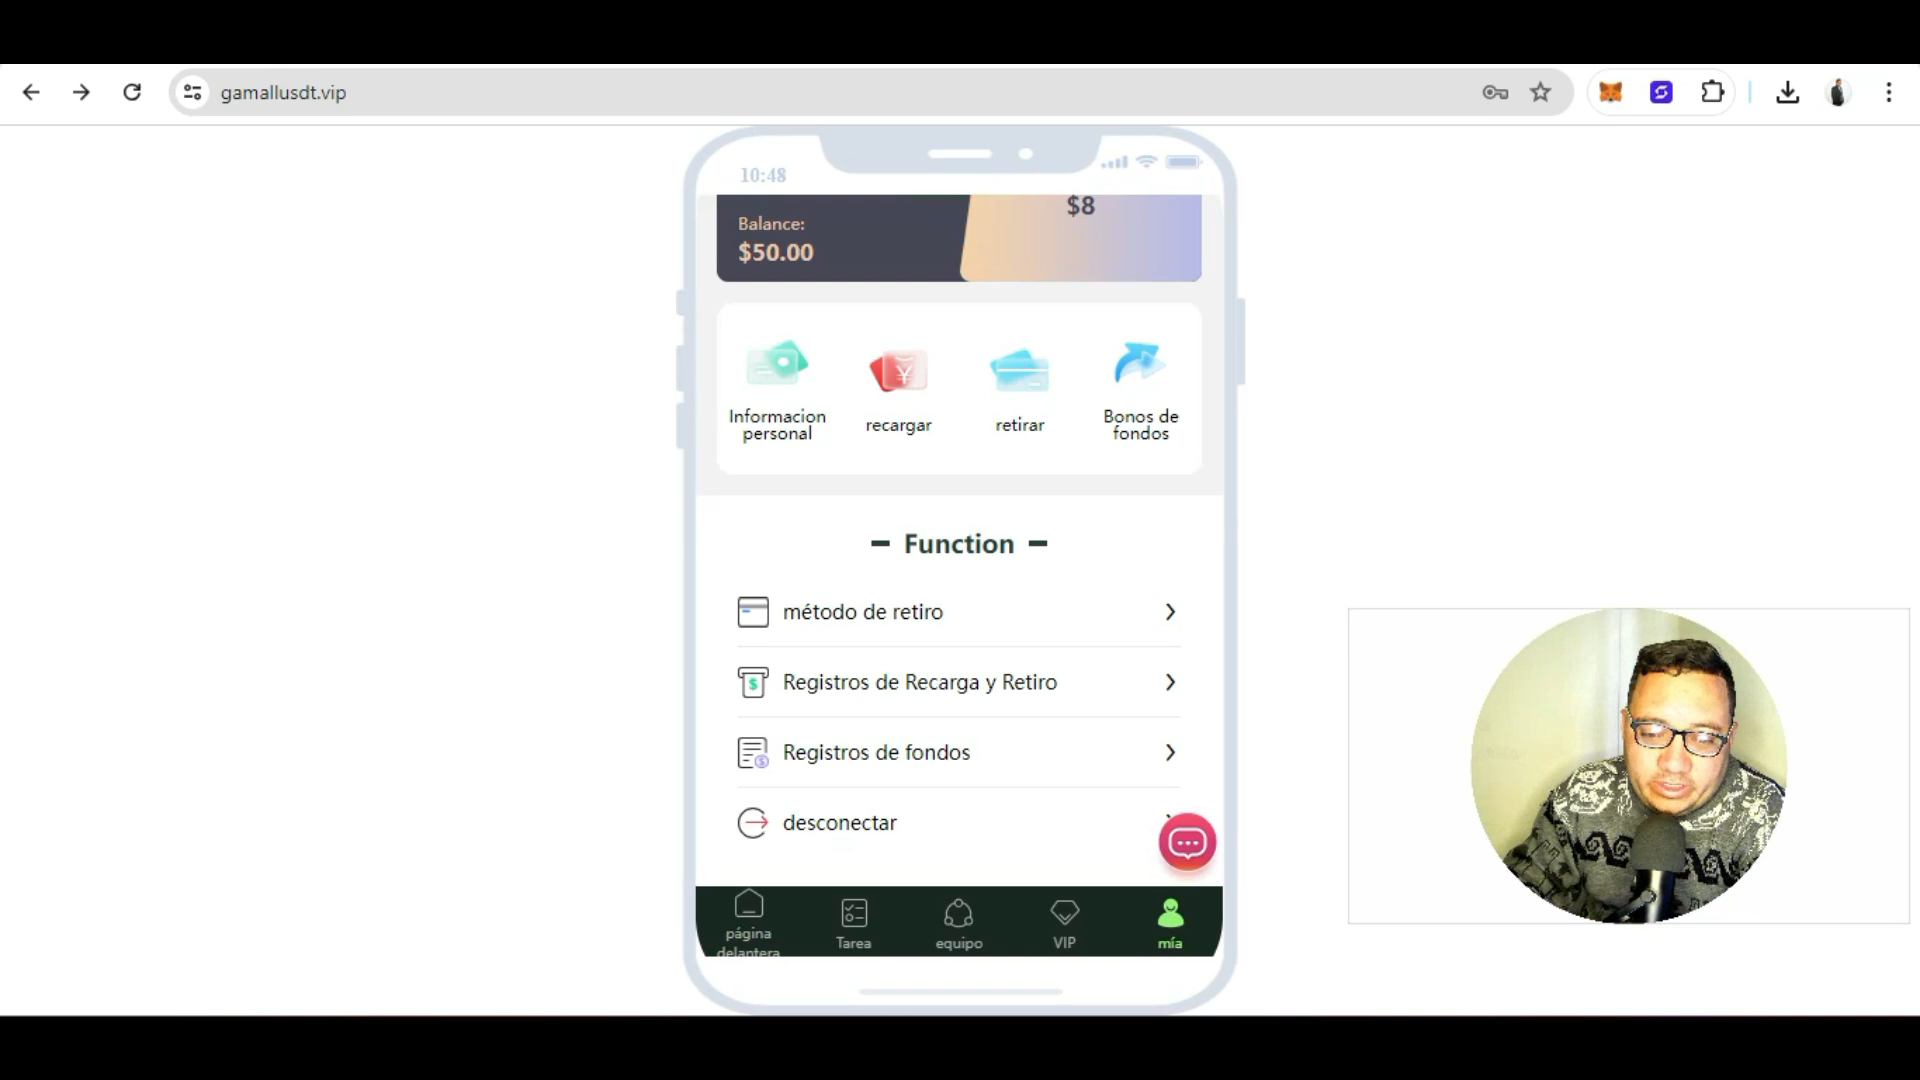 gamallusdt.vip
10:48
$8
Balance:
$50.00
Informacion
personal
recargar
retirar
Bonos de
fondos
Function
método de retiro
Registros de Recarga y Retiro
Registros de fondos
desconectar
página
delantera
Tarea
equipo
VIP
mía